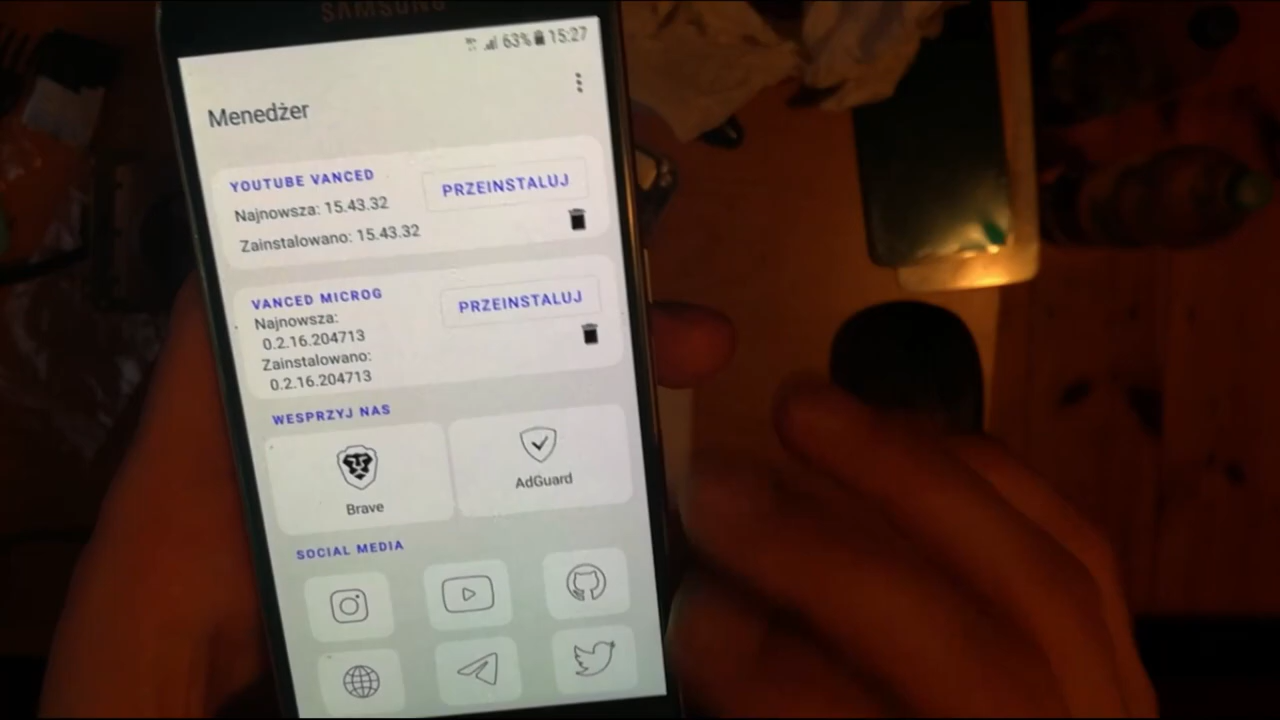 SAMSUNG
63% 15:27
Menedżer
YOUTUBE VANCED
PRZEINSTALUJ
Najnowsza: 15.43.32
Zainstalowano: 15.43.32
VANCED MICROG
PRZEINSTALUJ
Najnowsza:
0.2.16.204713
Zainstalowano:
0.2.16.204713
WESPRZYJ NAS
Brave
AdGuard
SOCIAL MEDIA